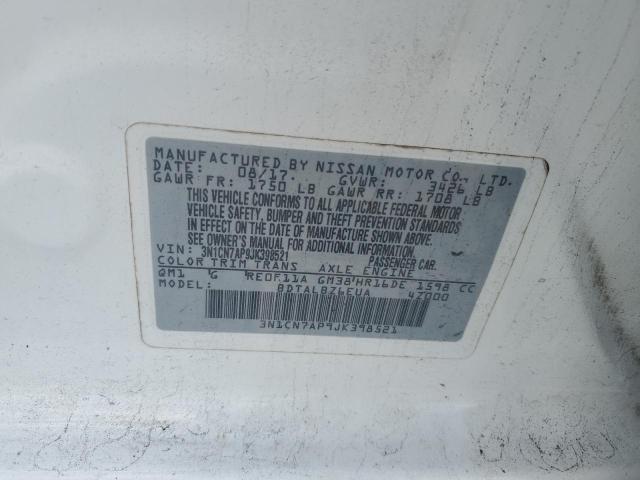 MANUFACTURED BY NISSAN MOTOR CO., LTD.
DATE: 08/17. GVWR: 3426 LB
GAWR FR: 1750 LB GAWR RR: 1708 LB
THIS VEHICLE CONFORMS TO ALL APPLICABLE FEDERAL MOTOR
VEHICLE SAFETY, BUMPER AND THEFT PREVENTION STANDARDS
IN EFFECT ON THE DATE OF MANUFACTURE SHOWN ABOVE.
SEE OWNER'S MANUAL FOR ADDITIONAL INFORMATION.
VIN: 3N1CN7AP9JK398521 PASSENGER CAR.
COLOR TRIM TRANS AXLE ENGINE
QM1 G RE0F11A GM38 HR16DE 1598 CC
MODEL: BDTALBZ6EUA 4Z000
3N1CN7AP9JK398521